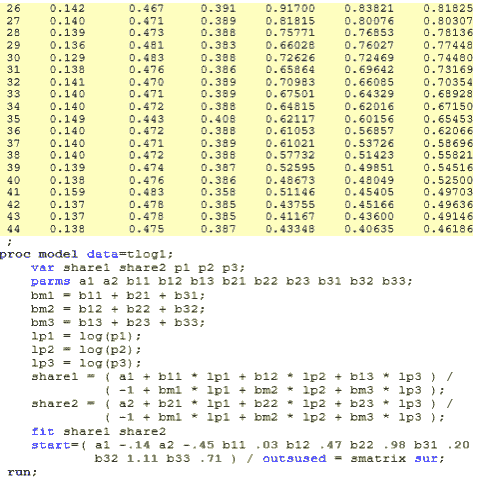 26 0.142 0.467 0.391 0.91700 0.83821 0.81825
27 0.140 0.471 0.389 0.81815 0.80076 0.80307
28 0.139 0.473 0.388 0.75771 0.76853 0.78136
29 0.136 0.481 0.383 0.66028 0.76027 0.77448
30 0.129 0.483 0.388 0.72626 0.72469 0.74480
31 0.138 0.476 0.386 0.65864 0.69642 0.73169
32 0.141 0.470 0.389 0.70983 0.66085 0.70354
33 0.140 0.471 0.389 0.67501 0.64329 0.68928
34 0.140 0.472 0.388 0.64815 0.62016 0.67150
35 0.149 0.443 0.408 0.62117 0.60156 0.65453
36 0.140 0.472 0.388 0.61053 0.56857 0.62066
37 0.140 0.471 0.389 0.61021 0.53726 0.58696
38 0.140 0.472 0.388 0.57732 0.51423 0.55821
39 0.139 0.474 0.387 0.52595 0.49851 0.54516
40 0.138 0.476 0.386 0.48673 0.48049 0.52500
41 0.159 0.483 0.358 0.51146 0.45405 0.49703
42 0.137 0.478 0.385 0.43755 0.45166 0.49636
43 0.137 0.478 0.385 0.41167 0.43600 0.49146
44 0.138 0.475 0.387 0.43348 0.40635 0.46186
;
proc model data=tlog1;
var share1 share2 p1 p2 p3;
parms a1 a2 b11 b12 b13 b21 b22 b23 b31 b32 b33;
bm1 = b11 + b21 + b31;
bm2 = b12 + b22 + b32;
bm3 = b13 + b23 + b33;
lp1 = log(p1);
lp2 = log(p2);
lp3 = log(p3);
share1 = ( a1 + b11 * lp1 + b12 * lp2 + b13 * lp3 ) /
( -1 + bm1 * lp1 + bm2 * lp2 + bm3 * lp3 );
share2 = ( a2 + b21 * lp1 + b22 * lp2 + b23 * lp3 ) /
( -1 + bm1 * lp1 + bm2 * lp2 + bm3 * lp3 );
fit share1 share2
start=( a1 -.14 a2 -.45 b11 .03 b12 .47 b22 .98 b31 .20
b32 1.11 b33 .71 ) / outsused = smatrix sur;
run;